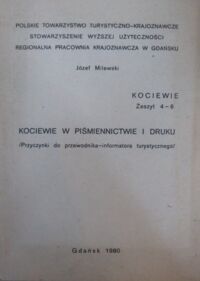 POLSKIE TOWARZYSTWO TURYSTYCZNO-KRAJOZNAWCZE
STOWARZYSZENIE WYŻSZEJ UŻYTECZNOŚCI
REGIONALNA PRACOWNIA KRAJOZNAWCZA W GDAŃSKU
Józef Milewski
KOCIEWIE
Zeszyt 4-6
KOCIEWIE W PIŚMIENNICTWIE I DRUKU
/Przyczynki do przewodnika-informatora turystycznego/
Gdańsk 1980